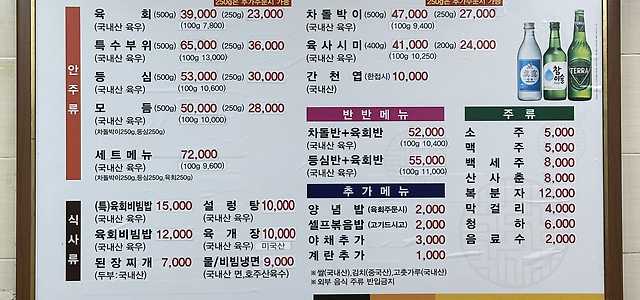 250g은 추가주문시 가능
250g은 추가주문시 가능
안주류
육 회 (500g) 39,000 (250g) 23,000
(국내산 육우) (100g 7,800)
특수부위 (500g) 65,000 (250g) 36,000
(국내산 육우) (100g 13,000)
등 심 (500g) 53,000 (250g) 30,000
(국내산 육우) (100g 10,600)
모 듬 (500g) 50,000 (250g) 28,000
(국내산 육우) (100g 10,000)
(차돌박이250g,등심250g)
세트메뉴 72,000
(국내산 육우) (100g 9,600)
(차돌박이250g,등심250g,육회250g)
차돌박이 (500g) 47,000 (250g) 27,000
(국내산 육우) (100g 9,400)
육사시미 (400g) 41,000 (200g) 24,000
(국내산 육우) (100g 10,250)
간 천 엽 (한접시) 10,000
(국내산)
TERRA
반반메뉴
차돌반+육회반 52,000
(국내산 육우) (100g 10,400)
등심반+육회반 55,000
(국내산 육우) (100g 11,000)
추가메뉴
양 념 밥 (육회주문시) 2,000
셀프볶음밥 (고기드시고) 2,000
야채추가 3,000
계란추가 1,000
※쌀(국내산),김치(중국산),고춧가루(국내산)
※외부 음식 주류 반입금지
주류
소 주 5,000
맥 주 5,000
백 세 주 8,000
산 사 춘 8,000
복 분 자 12,000
막 걸 리 4,000
청 하 6,000
음 료 수 2,000
식사류
(특)육회비빔밥 15,000
(국내산 육우)
육회비빔밥 12,000
(국내산 육우)
된장찌개 7,000
(두부:국내산)
설 렁 탕 10,000
(국내산 육우)
육 개 장 10,000
(국내산 육우) 미국산
물/비빔냉면 9,000
(국내산 면,호주산육수)